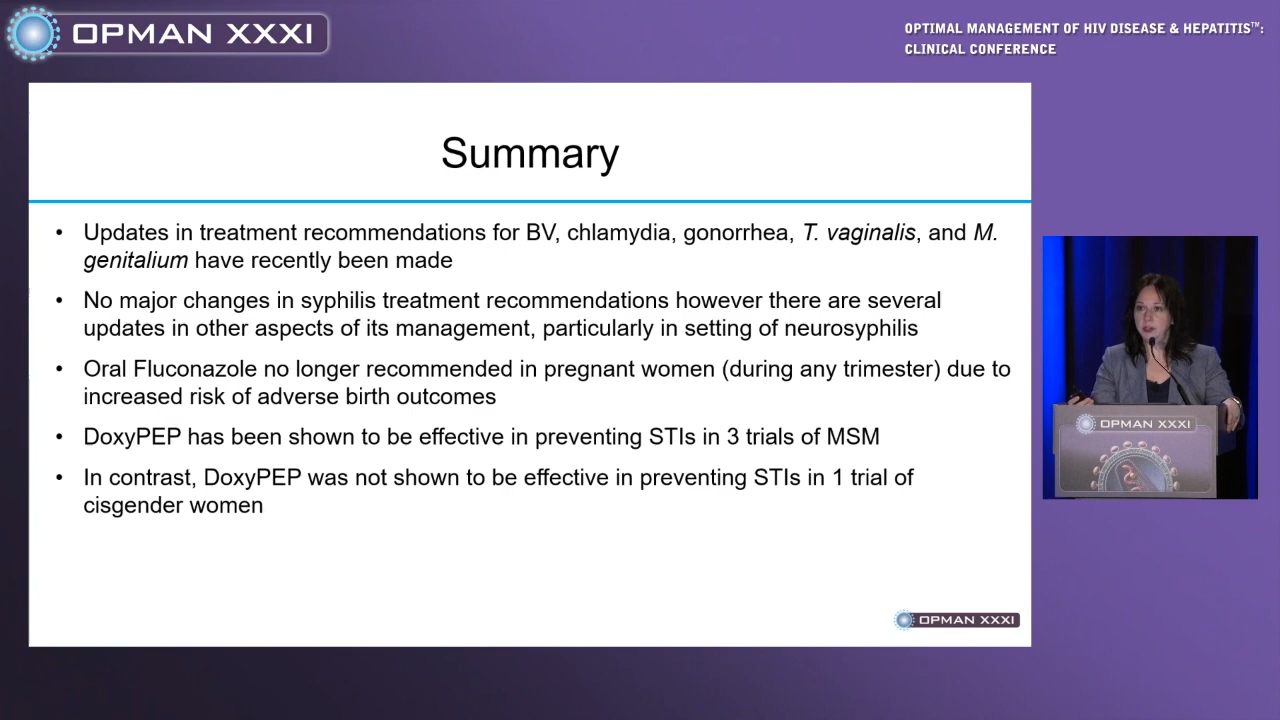 OPMAN XXXI
OPTIMAL MANAGEMENT OF HIV DISEASE & HEPATITIS™:
CLINICAL CONFERENCE
Summary
• Updates in treatment recommendations for BV, chlamydia, gonorrhea, T. vaginalis, and M.
genitalium have recently been made
• No major changes in syphilis treatment recommendations however there are several
updates in other aspects of its management, particularly in setting of neurosyphilis
• Oral Fluconazole no longer recommended in pregnant women (during any trimester) due to
increased risk of adverse birth outcomes
• DoxyPEP has been shown to be effective in preventing STIs in 3 trials of MSM
• In contrast, DoxyPEP was not shown to be effective in preventing STIs in 1 trial of
cisgender women
OPMAN XXXI
OPMAN XXXI